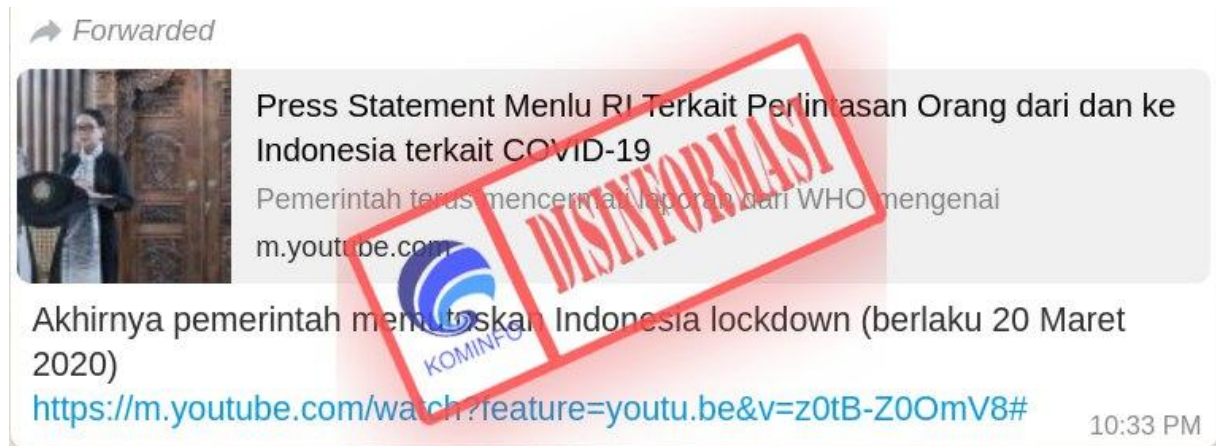 Forwarded
Press Statement Menlu RI Terkait Perlintasan Orang dari dan ke
Indonesia terkait COVID-19
Pemerintah terus mencermati laporan dari WHO mengenai
m.youtube.com
DISINFORMASI
KOMINFO
Akhirnya pemerintah memutuskan Indonesia lockdown (berlaku 20 Maret
2020)
https://m.youtube.com/watch?feature=youtu.be&v=z0tB-Z0OmV8#
10:33 PM